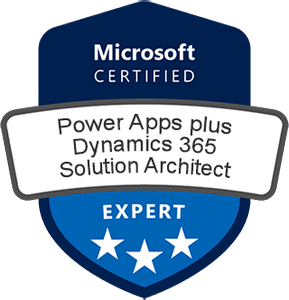 Microsoft
CERTIFIED
Power Apps plus
Dynamics 365
Solution Architect
EXPERT